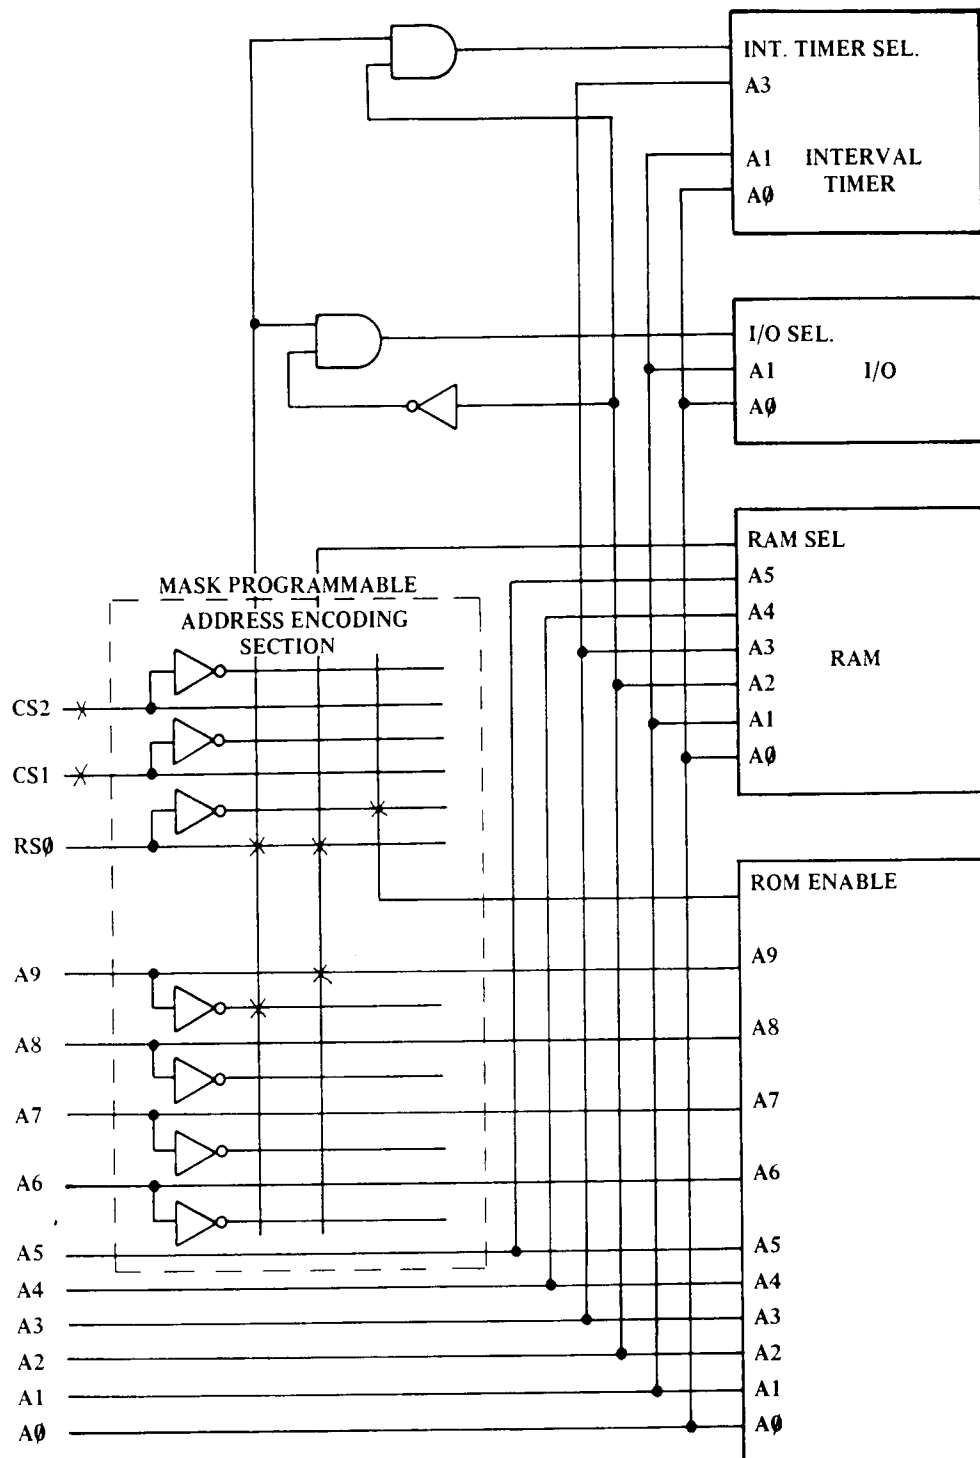 INT. TIMER SEL.
A3
A1
INTERVAL
TIMER
AØ
I/O SEL.
A1
I/O
AØ
RAM SEL
A5
A4
A3
RAM
A2
A1
AØ
MASK PROGRAMMABLE
ADDRESS ENCODING
SECTION
CS2
CS1
RSØ
A9
A8
A7
A6
A5
A4
A3
A2
A1
AØ
ROM ENABLE
A9
A8
A7
A6
A5
A4
A3
A2
A1
AØ